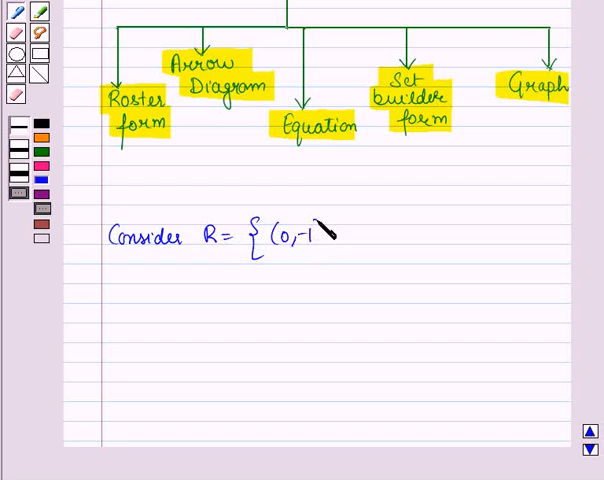 Arrow
Diagram
Roster
form
Equation
Set
builder
form
Graph
Consider R = { (0,-1)